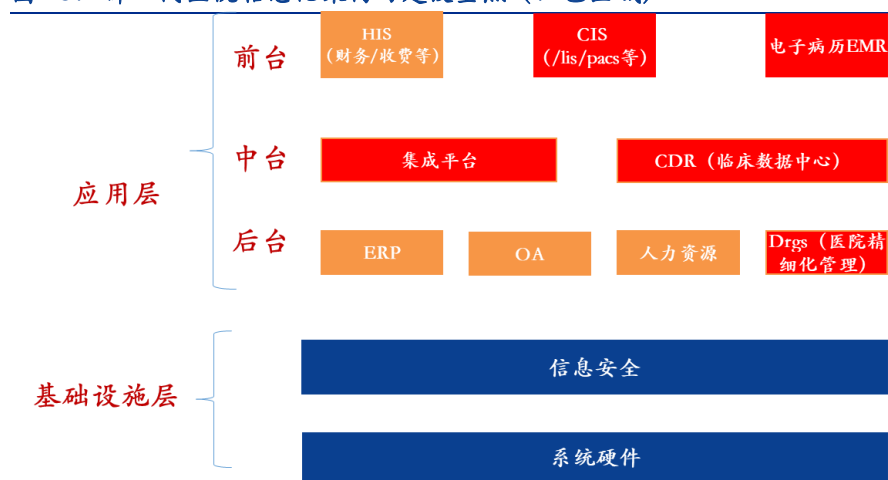 前台
HIS
(财务/收费等)
CIS
(/lis/pacs等)
电子病历EMR
中台
集成平台
CDR（临床数据中心）
应用层
后台
ERP
OA
人力资源
Drgs（医院精
细化管理）
基础设施层
信息安全
系统硬件